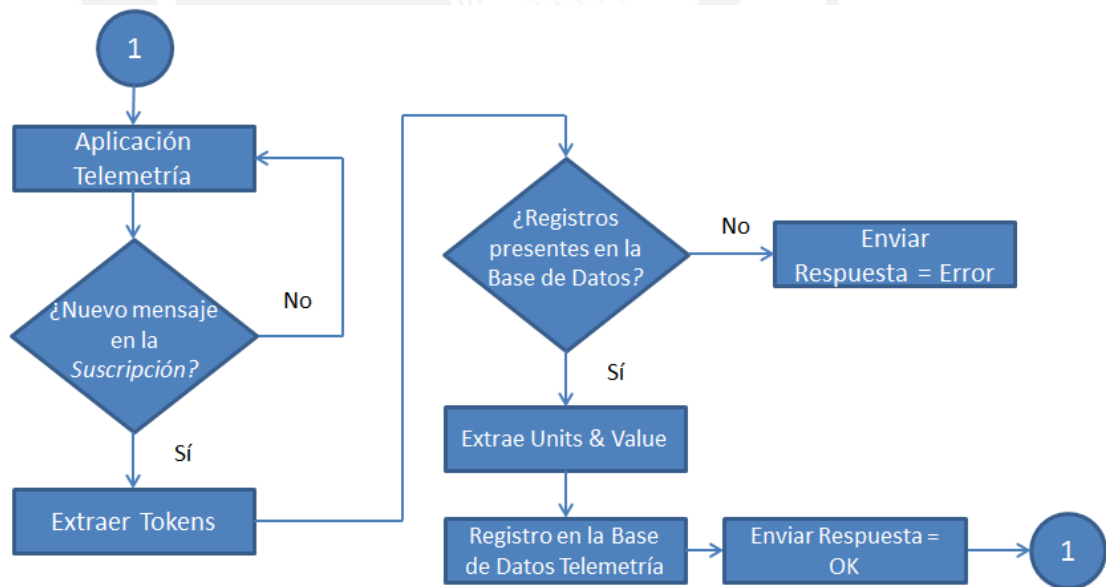 1
Aplicación
Telemetría
¿Nuevo mensaje
en la
Suscripción?
No
Sí
Extraer Tokens
¿Registros
presentes en la
Base de Datos?
No
Enviar
Respuesta = Error
Sí
Extrae Units & Value
Registro en la Base
de Datos Telemetría
Enviar Respuesta =
OK
1